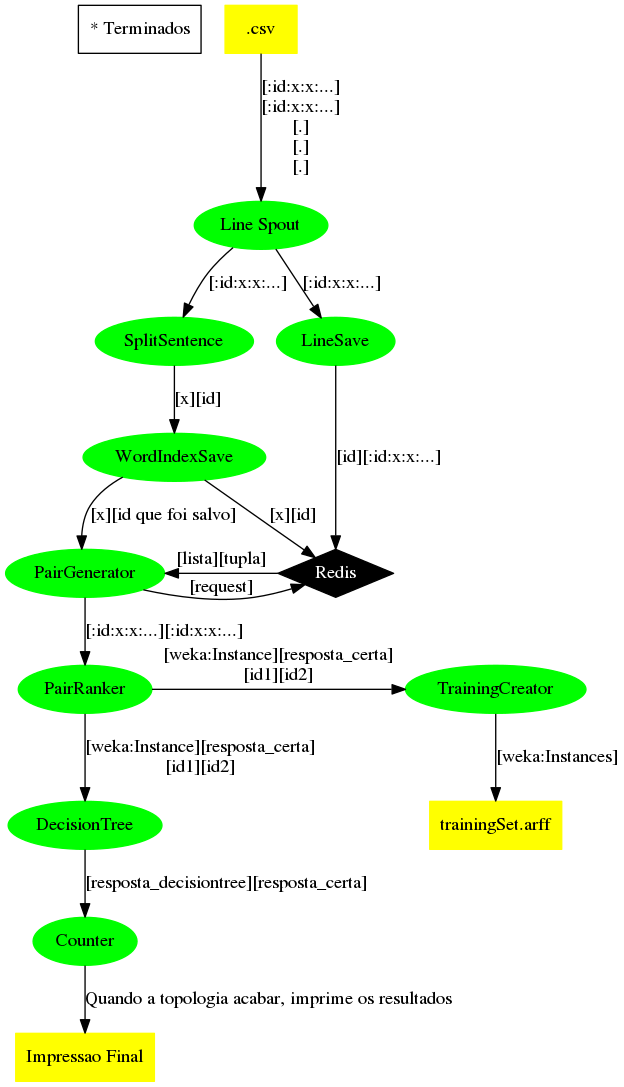 * Terminados
.csv
[:id:x:x:...]
[:id:x:x:...]
[.]
[.]
[.]
Line Spout
[:id:x:x:...]
[:id:x:x:...]
SplitSentence
LineSave
[x][id]
[id][:id:x:x:...]
WordIndexSave
[x][id que foi salvo]
[x][id]
[lista][tupla]
PairGenerator
Redis
[request]
[:id:x:x:...][:id:x:x:...]
[weka:Instance][resposta_certa]
[id1][id2]
PairRanker
TrainingCreator
[weka:Instance][resposta_certa]
[id1][id2]
[weka:Instances]
DecisionTree
trainingSet.arff
[resposta_decisiontree][resposta_certa]
Counter
Quando a topologia acabar, imprime os resultados
Impressao Final